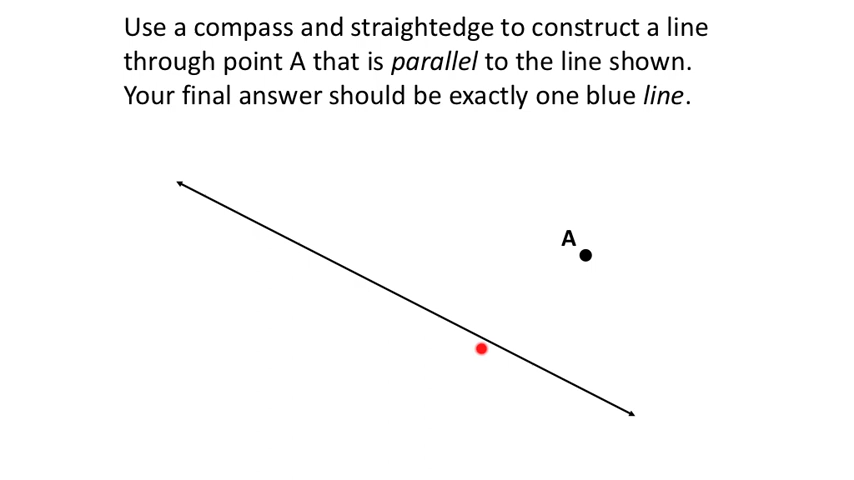 Use a compass and straightedge to construct a line
through point A that is parallel to the line shown.
Your final answer should be exactly one blue line.
A